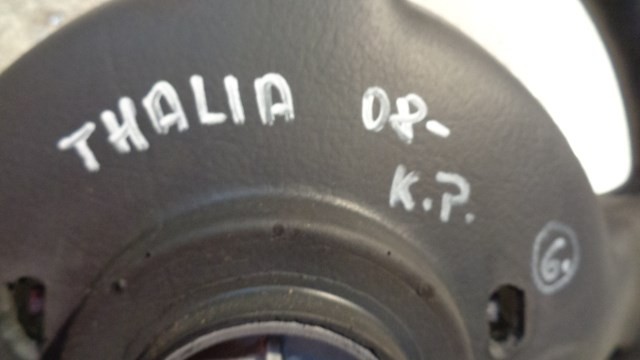 THALIA 08-
K.P.
6.